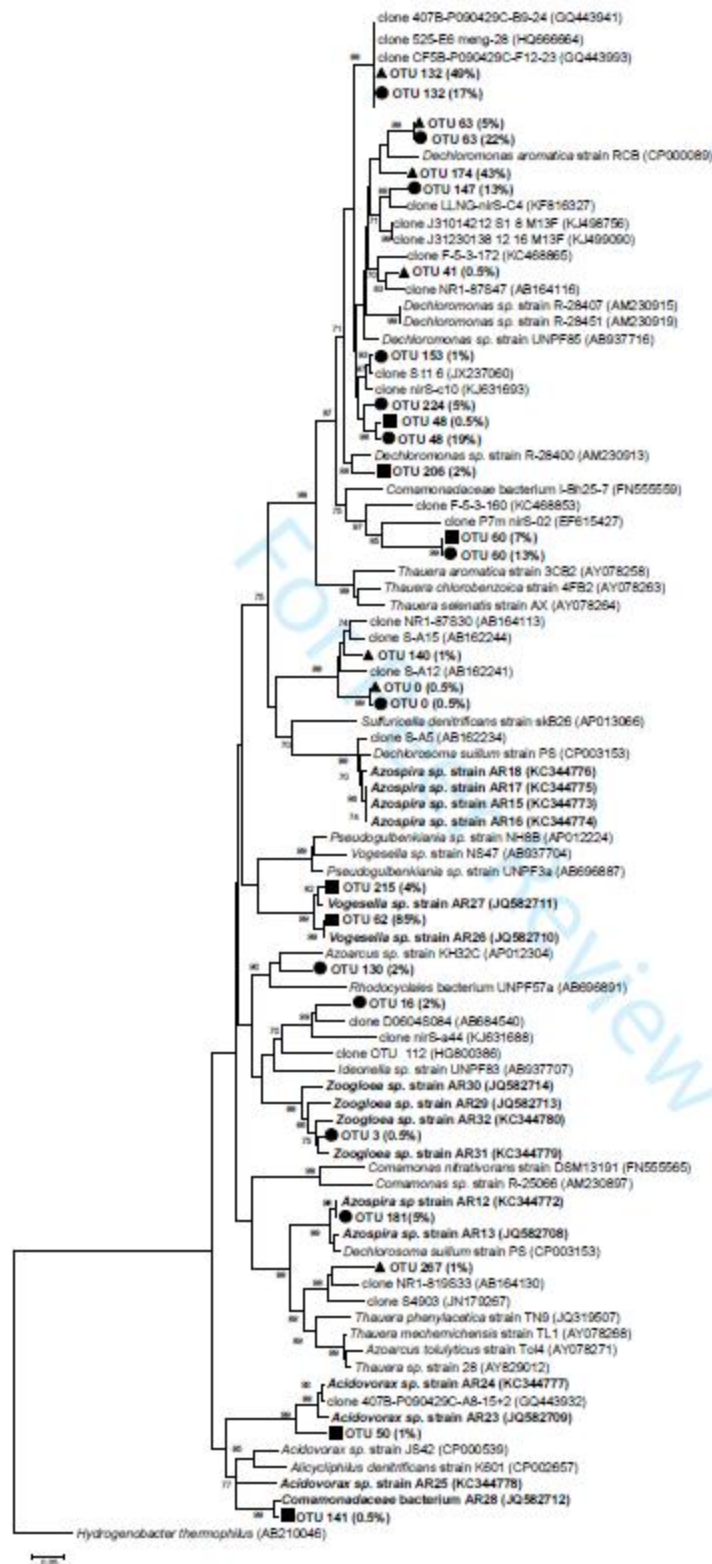 clone 407B-P090429C-B9-24 (GQ443941)
clone 525-E6 meng-28 (HQ666664)
clone CF5B-P090429C-F12-23 (GQ443993)
OTU 132 (49%)
OTU 132 (17%)
OTU 63 (5%)
OTU 63 (22%)
Dechloromonas aromatica strain RCB (CP000089)
OTU 174 (43%)
OTU 147 (13%)
clone LLNG-nirS-C4 (KF816327)
clone J31014212 S1 8 M13F (KJ498756)
clone J31230138 12 16 M13F (KJ499090)
clone F-5-3-172 (KC468865)
OTU 41 (0.5%)
clone NR1-87S47 (AB164116)
Dechloromonas sp. strain R-28407 (AM230915)
Dechloromonas sp. strain R-28451 (AM230919)
Dechloromonas sp. strain UNPF85 (AB937716)
OTU 153 (1%)
clone S t1 6 (JX237060)
clone nirS-c10 (KJ631693)
OTU 224 (5%)
OTU 48 (0.5%)
OTU 48 (19%)
Dechloromonas sp. strain R-28400 (AM230913)
OTU 206 (2%)
Comamonadaceae bacterium I-Bh25-7 (FN555559)
clone F-5-3-160 (KC468853)
clone P7m nirS-02 (EF615427)
OTU 60 (7%)
OTU 60 (13%)
Thauera aromatica strain 3CB2 (AY078258)
Thauera chlorobenzoica strain 4FB2 (AY078263)
Thauera selenatis strain AX (AY078264)
clone NR1-87S30 (AB164113)
clone S-A15 (AB162244)
OTU 140 (1%)
clone S-A12 (AB162241)
OTU 0 (0.5%)
OTU 0 (0.5%)
Sulfuricella denitrificans strain skB26 (AP013066)
clone S-A5 (AB162234)
Dechlorosoma suillum strain PS (CP003153)
Azospira sp. strain AR18 (KC344776)
Azospira sp. strain AR17 (KC344775)
Azospira sp. strain AR15 (KC344773)
Azospira sp. strain AR16 (KC344774)
Pseudogulbenkiania sp. strain NH8B (AP012224)
Vogesella sp. strain NS47 (AB937704)
Pseudogulbenkiania sp. strain UNPF3a (AB696887)
OTU 215 (4%)
Vogesella sp. strain AR27 (JQ582711)
OTU 62 (85%)
Vogesella sp. strain AR26 (JQ582710)
Azoarcus sp. strain KH32C (AP012304)
OTU 130 (2%)
Rhodocyclales bacterium UNPF57a (AB696891)
OTU 16 (2%)
clone D0604S084 (AB684540)
clone nirS-a44 (KJ631688)
clone OTU 112 (HG800386)
Ideonella sp. strain UNPF83 (AB937707)
Zoogloea sp. strain AR30 (JQ582714)
Zoogloea sp. strain AR29 (JQ582713)
Zoogloea sp. strain AR32 (KC344780)
OTU 3 (0.5%)
Zoogloea sp. strain AR31 (KC344779)
Comamonas nitrativorans strain DSM13191 (FN555565)
Comamonas sp. strain R-25066 (AM230897)
Azospira sp strain AR12 (KC344772)
OTU 181(5%)
Azospira sp. strain AR13 (JQ582708)
Dechlorosoma suillum strain PS (CP003153)
OTU 267 (1%)
clone NR1-819S33 (AB164130)
clone S4903 (JN179267)
Thauera phenylacetica strain TN9 (JQ319507)
Thauera mechernichensis strain TL1 (AY078268)
Azoarcus tolulyticus strain Tol4 (AY078271)
Thauera sp. strain 28 (AY829012)
Acidovorax sp. strain AR24 (KC344777)
clone 407B-P090429C-A8-15+2 (GQ443932)
Acidovorax sp. strain AR23 (JQ582709)
OTU 50 (1%)
Acidovorax sp. strain JS42 (CP000539)
Alicycliphilus denitrificans strain K601 (CP002657)
Acidovorax sp. strain AR25 (KC344778)
Comamonadaceae bacterium AR28 (JQ582712)
OTU 141 (0.5%)
Hydrogenobacter thermophilus (AB210046)
0.05